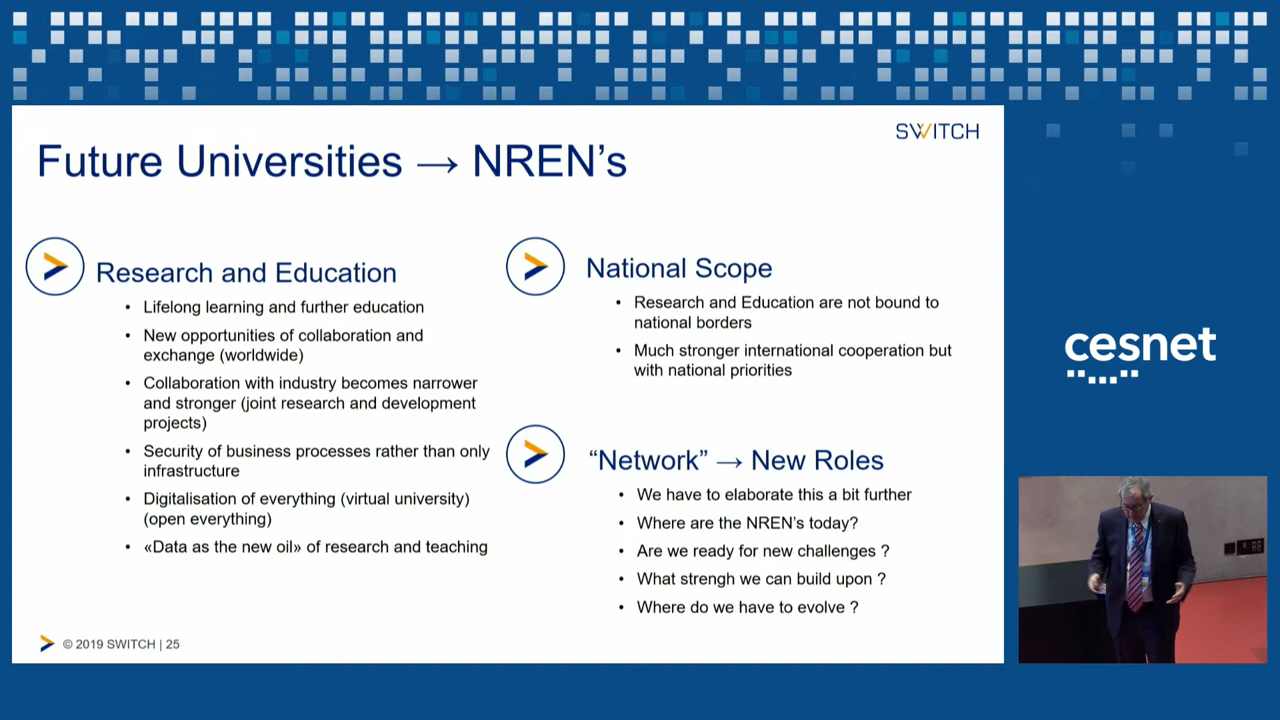 SWITCH
Future Universities → NREN's
Research and Education
• Lifelong learning and further education
• New opportunities of collaboration and
exchange (worldwide)
• Collaboration with industry becomes narrower
and stronger (joint research and development
projects)
• Security of business processes rather than only
infrastructure
• Digitalisation of everything (virtual university)
(open everything)
• «Data as the new oil» of research and teaching
National Scope
• Research and Education are not bound to
national borders
• Much stronger international cooperation but
with national priorities
“Network” → New Roles
• We have to elaborate this a bit further
• Where are the NREN's today?
• Are we ready for new challenges ?
• What strengh we can build upon ?
• Where do we have to evolve ?
© 2019 SWITCH | 25
cesnet